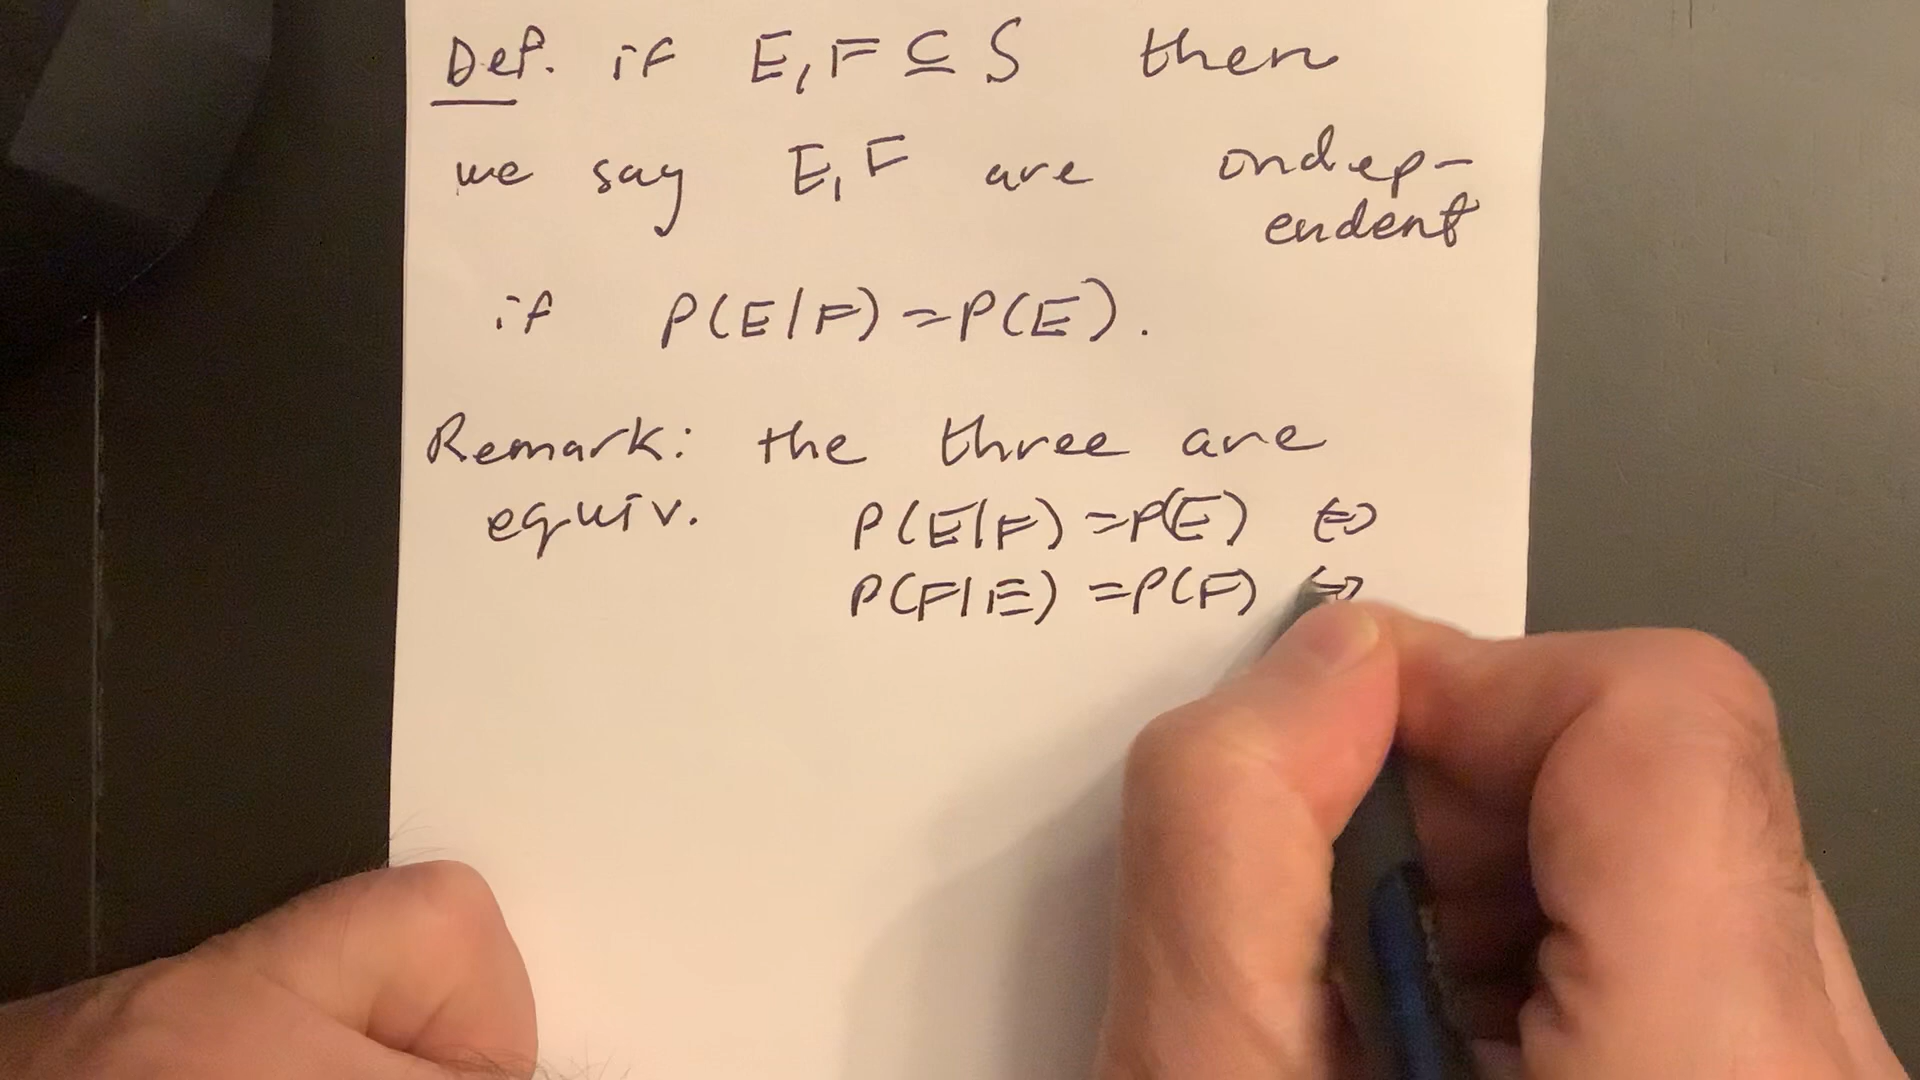 Def. if E, F ⊆ S then
we say E, F are indep-
endent
if P(E|F) = P(E).
Remark: the three are
equiv. P(E|F) = P(E) ⇔
P(F|E) = P(F) ⇔